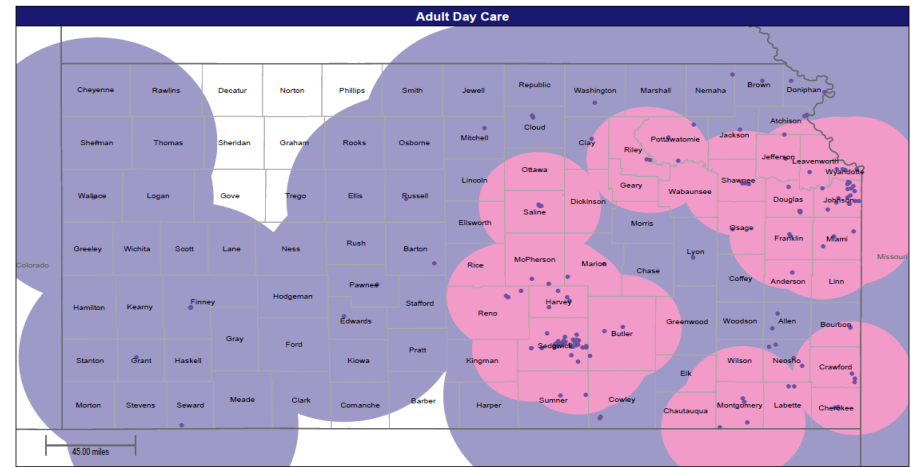 Adult Day Care
Cheyenne Rawlins Decatur Norton Phillips Smith Jewell Republic Washington Marshall Nemaha Brown Doniphan
Atchison
Sherman Thomas Sheridan Graham Rooks Osborne Mitchell Cloud Clay Riley Pottawatomie Jackson Jefferson Leavenworth
Wyandotte
Wallace Logan Gove Trego Ellis Russell Lincoln Ottawa Geary Wabaunsee Shawnee Douglas Johnson
Saline Dickinson
Ellsworth Morris
Greeley Wichita Scott Lane Ness Rush Barton Osage Franklin Miami
Colorado Rice McPherson Marion Chase Lyon Missouri
Hamilton Kearny Finney Hodgeman Pawnee Stafford Reno Harvey Coffey Anderson Linn
Edwards
Gray Ford Sedgwick Butler Greenwood Woodson Allen Bourbon
Stanton Grant Haskell Kiowa Pratt Kingman Elk Wilson Neosho Crawford
Morton Stevens Seward Meade Clark Comanche Barber Harper Sumner Cowley Chautauqua Montgomery Labette Cherokee
45.00 miles